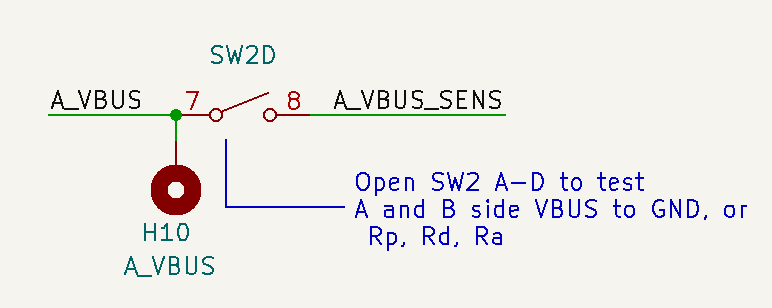 SW2D
A_VBUS 7 8 A_VBUS_SENS
Open SW2 A-D to test
A and B side VBUS to GND, or
Rp, Rd, Ra
H10
A_VBUS